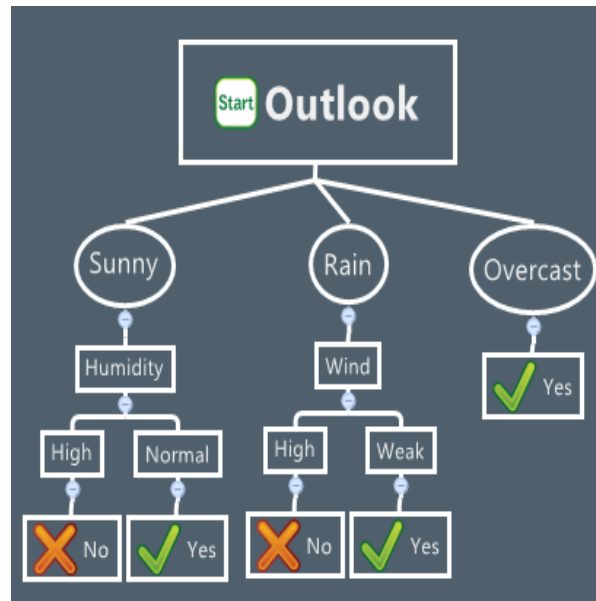 Start Outlook
Sunny
Rain
Overcast
Humidity
Wind
Yes
High
Normal
High
Weak
No
Yes
No
Yes